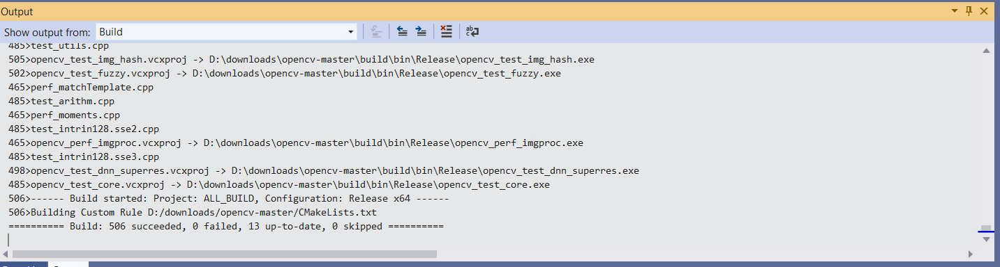 Output
Show output from: Build
485>test_utils.cpp
505>opencv_test_img_hash.vcxproj -> D:\downloads\opencv-master\build\bin\Release\opencv_test_img_hash.exe
502>opencv_test_fuzzy.vcxproj -> D:\downloads\opencv-master\build\bin\Release\opencv_test_fuzzy.exe
465>perf_matchTemplate.cpp
485>test_arithm.cpp
465>perf_moments.cpp
485>test_intrin128.sse2.cpp
465>opencv_perf_imgproc.vcxproj -> D:\downloads\opencv-master\build\bin\Release\opencv_perf_imgproc.exe
485>test_intrin128.sse3.cpp
498>opencv_test_dnn_superres.vcxproj -> D:\downloads\opencv-master\build\bin\Release\opencv_test_dnn_superres.exe
485>opencv_test_core.vcxproj -> D:\downloads\opencv-master\build\bin\Release\opencv_test_core.exe
506>------ Build started: Project: ALL_BUILD, Configuration: Release x64 ------
506>Building Custom Rule D:/downloads/opencv-master/CMakeLists.txt
========== Build: 506 succeeded, 0 failed, 13 up-to-date, 0 skipped ==========